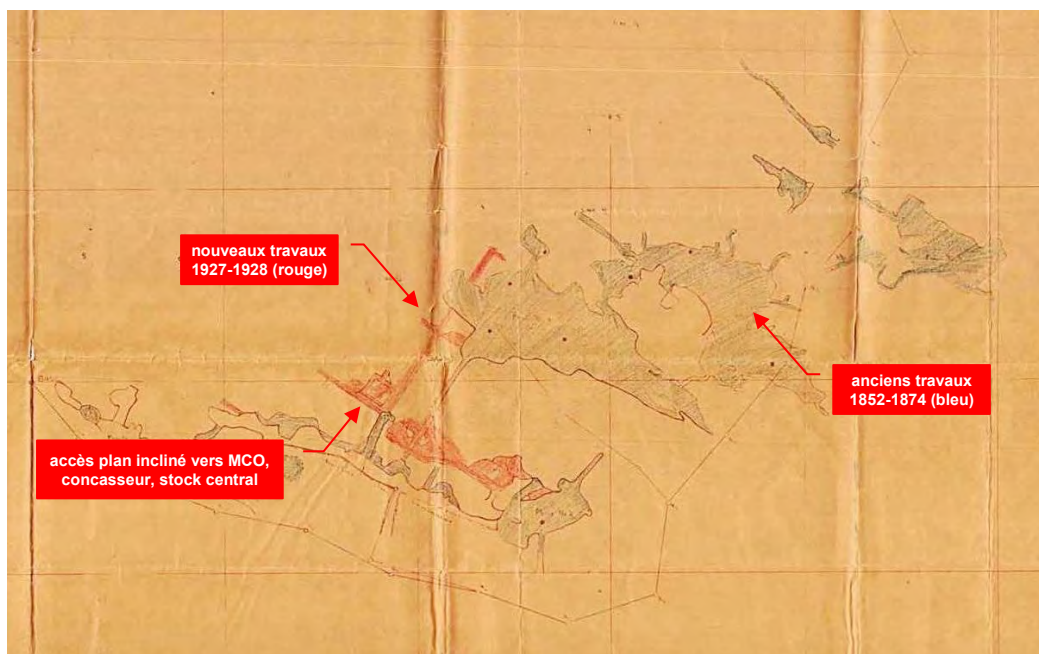 nouveaux travaux
1927-1928 (rouge)
anciens travaux
1852-1874 (bleu)
accès plan incliné vers MCO,
concasseur, stock central